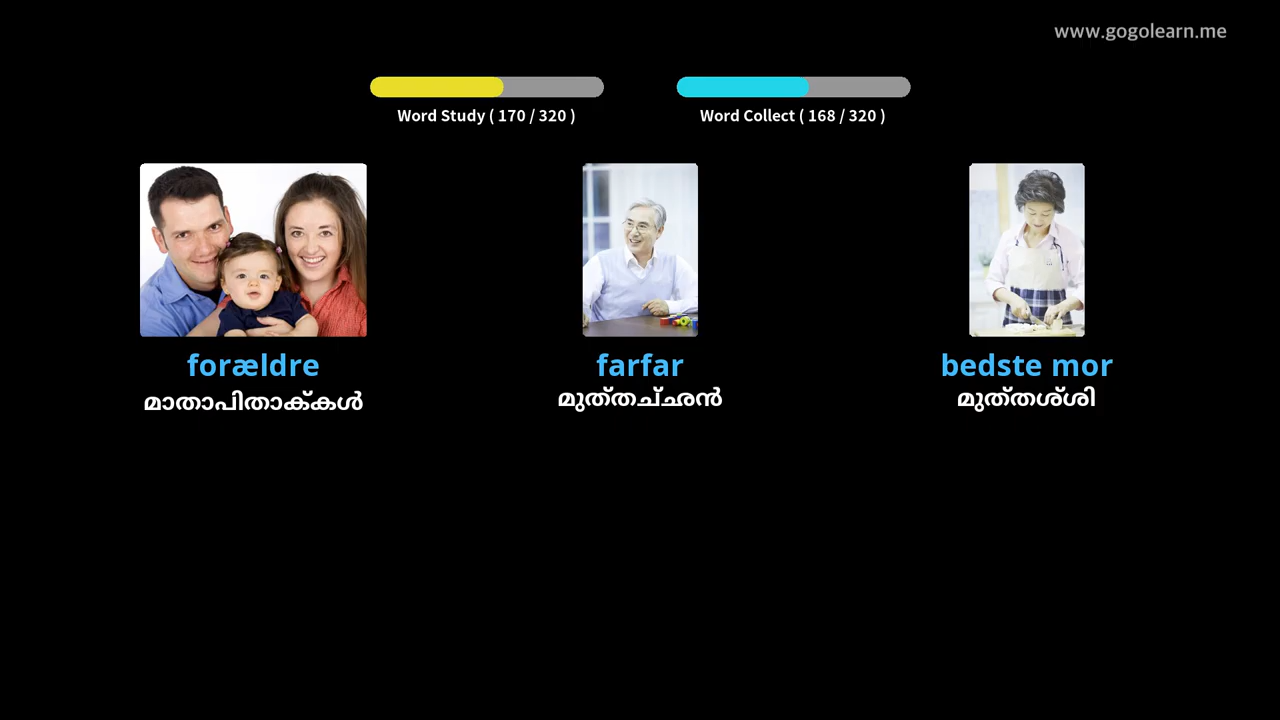 www.gogolearn.me
Word Study ( 170 / 320 )
Word Collect ( 168 / 320 )
forældre
farfar
bedste mor
മാതാപിതാക്കൾ
മുത്തച്ഛൻ
മുത്തശ്ശി